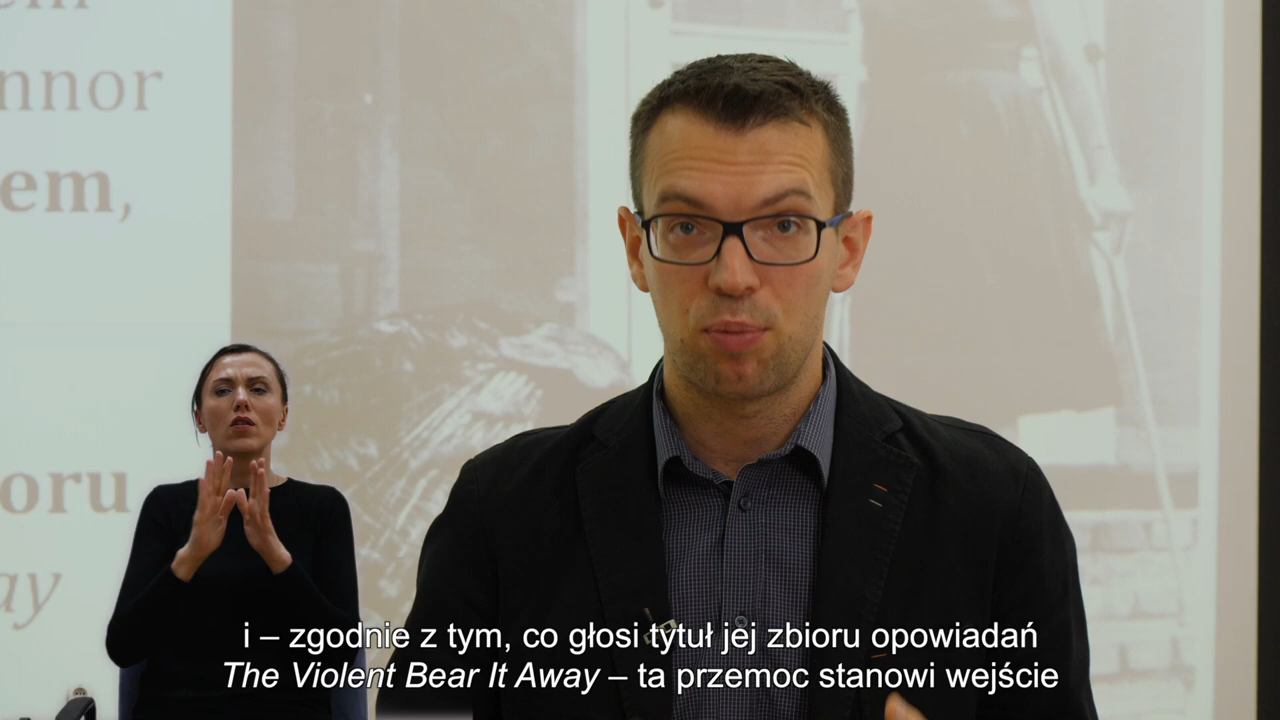 nnor
em,
oru
ay
i – zgodnie z tym, co głosi tytuł jej zbioru opowiadań
The Violent Bear It Away – ta przemoc stanowi wejście